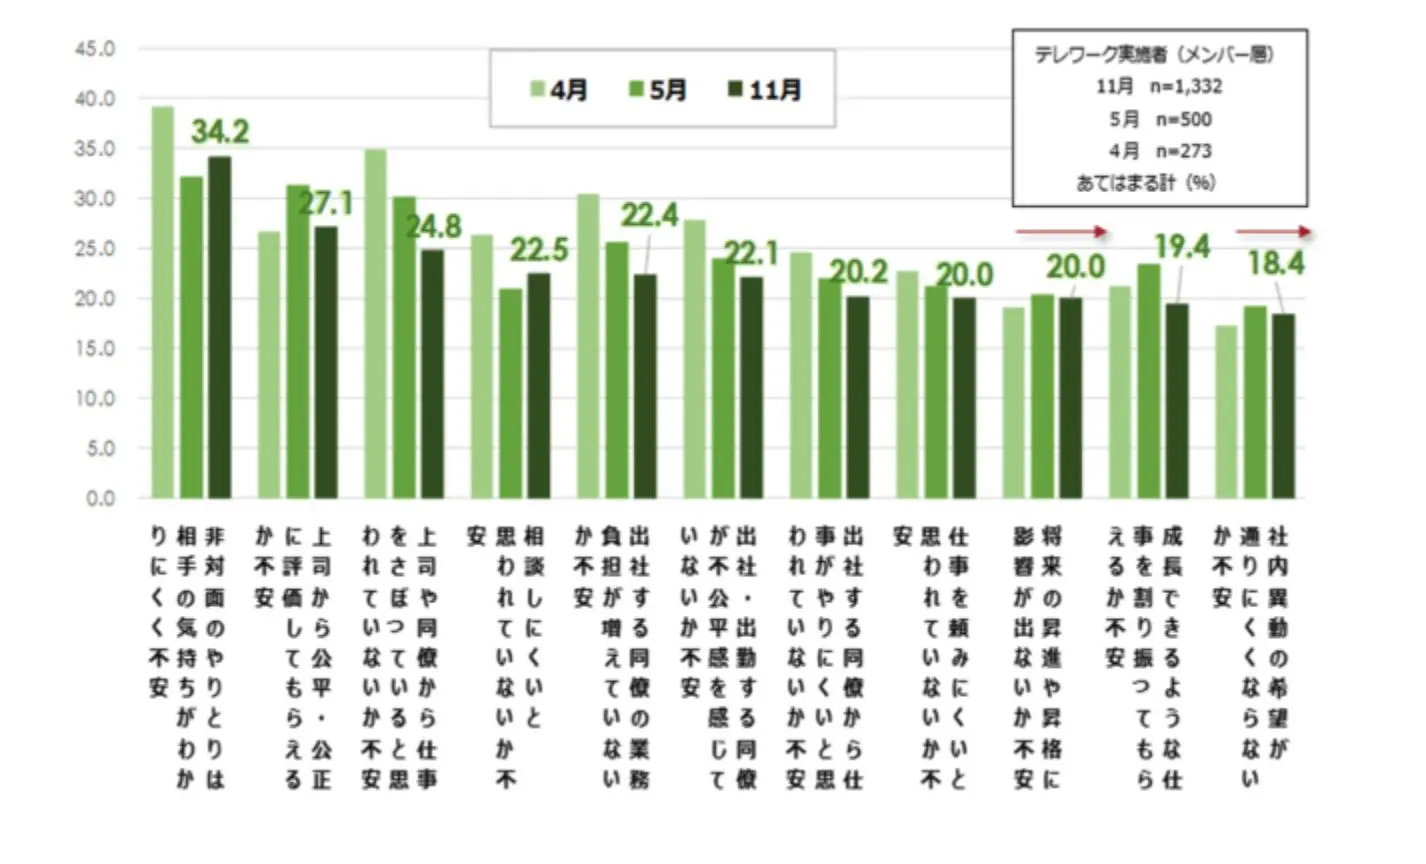 45.0
40.0
35.0
30.0
25.0
20.0
15.0
10.0
5.0
0.0
4月 5月 11月
テレワーク実施者（メンバー層）
11月 n=1,332
5月 n=500
4月 n=273
あてはまる計（%）
34.2
27.1
24.8
22.5
22.4
22.1
20.2
20.0
20.0
19.4
18.4
非対面のやりとりは
相手の気持ちがわか
りにくく不安
上司から公平・公正
に評価してもらえる
か不安
上司や同僚から仕事
をさぼっていると思
われていないか不安
相談しにくいと
思われていないか不
安
出社する同僚の業務
負担が増えていない
か不安
出社・出勤する同僚
が不公平感を感じて
いないか不安
出社する同僚から仕
事がやりにくいと思
われていないか不安
仕事を頼みにくいと
思われていないか不
安
将来の昇進や昇格に
影響が出ないか不安
成長できるような仕
事を割り振ってもら
えるか不安
社内異動の希望が
通りにくくならない
か不安